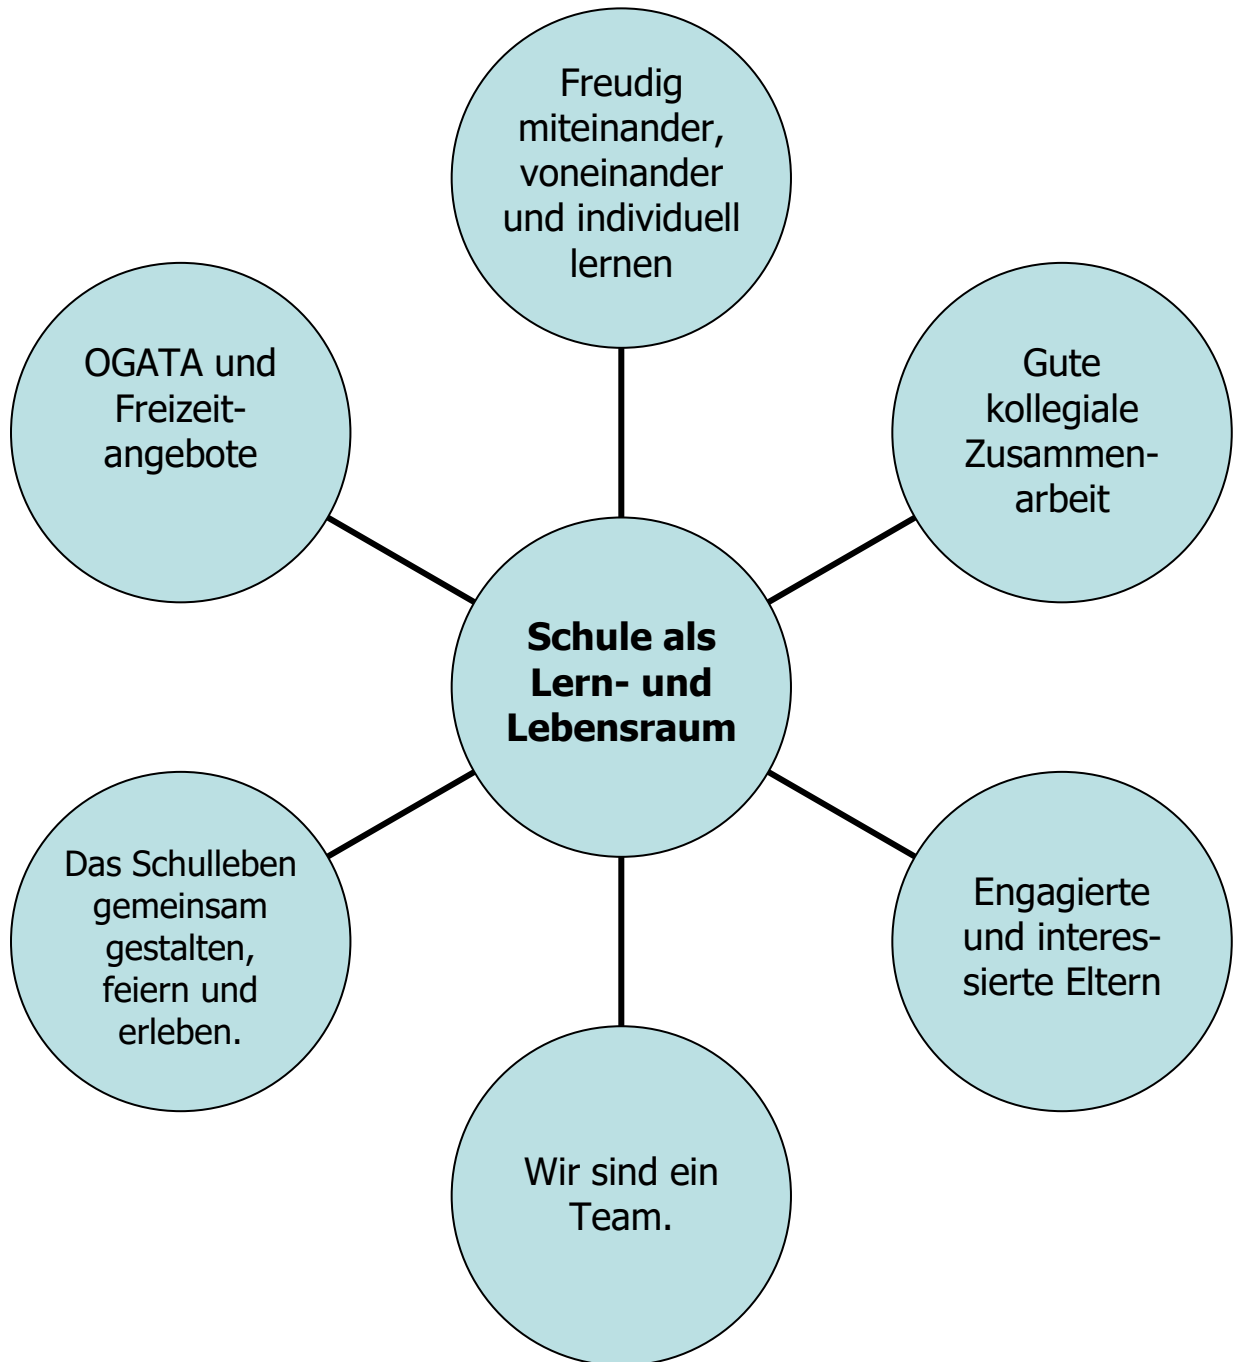 Freudig
miteinander,
voneinander
und individuell
lernen
OGATA und
Freizeit-
angebote
Gute
kollegiale
Zusammen-
arbeit
Schule als
Lern- und
Lebensraum
Das Schulleben
gemeinsam
gestalten,
feiern und
erleben.
Engagierte
und interes-
sierte Eltern
Wir sind ein
Team.